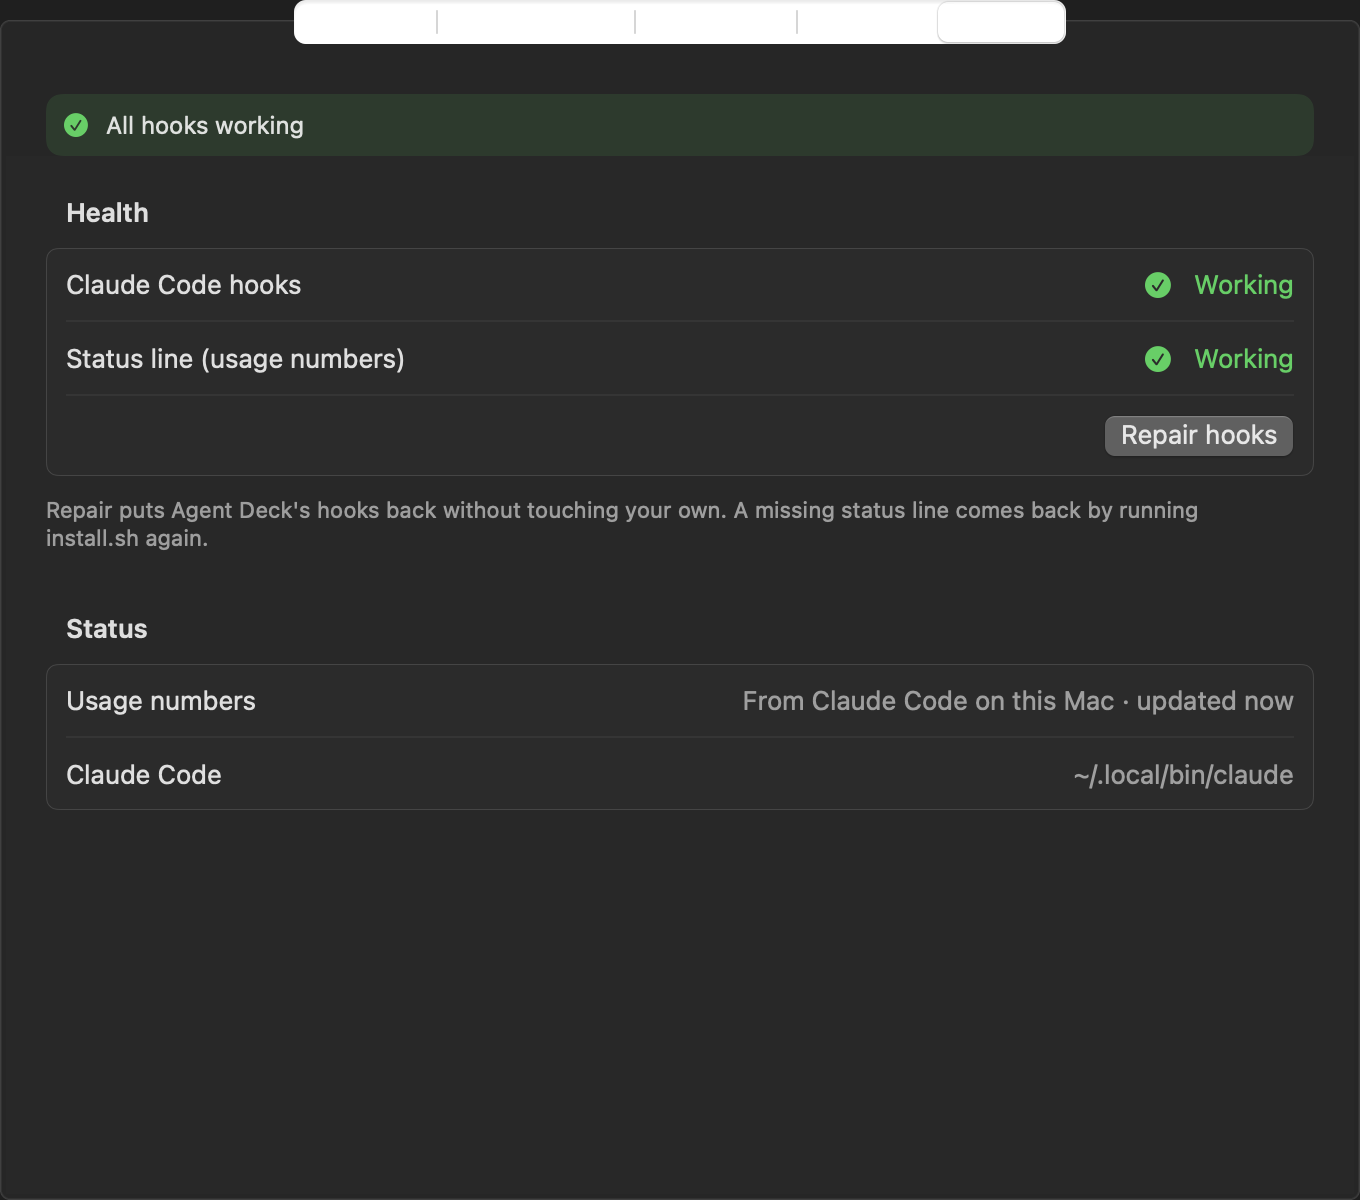 All hooks working
Health
Claude Code hooks
Working
Status line (usage numbers)
Working
Repair hooks
Repair puts Agent Deck's hooks back without touching your own. A missing status line comes back by running
install.sh again.
Status
Usage numbers
From Claude Code on this Mac · updated now
Claude Code
~/.local/bin/claude